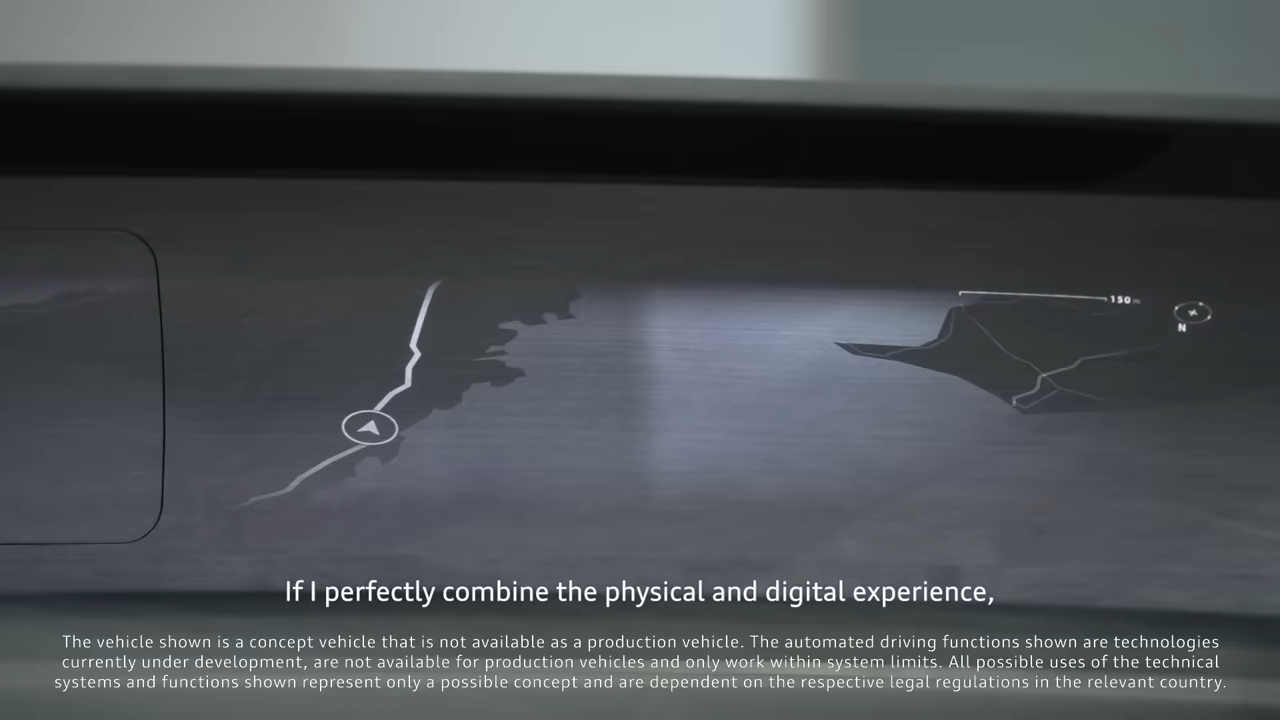 150 m
N
If I perfectly combine the physical and digital experience,
The vehicle shown is a concept vehicle that is not available as a production vehicle. The automated driving functions shown are technologies
currently under development, are not available for production vehicles and only work within system limits. All possible uses of the technical
systems and functions shown represent only a possible concept and are dependent on the respective legal regulations in the relevant country.